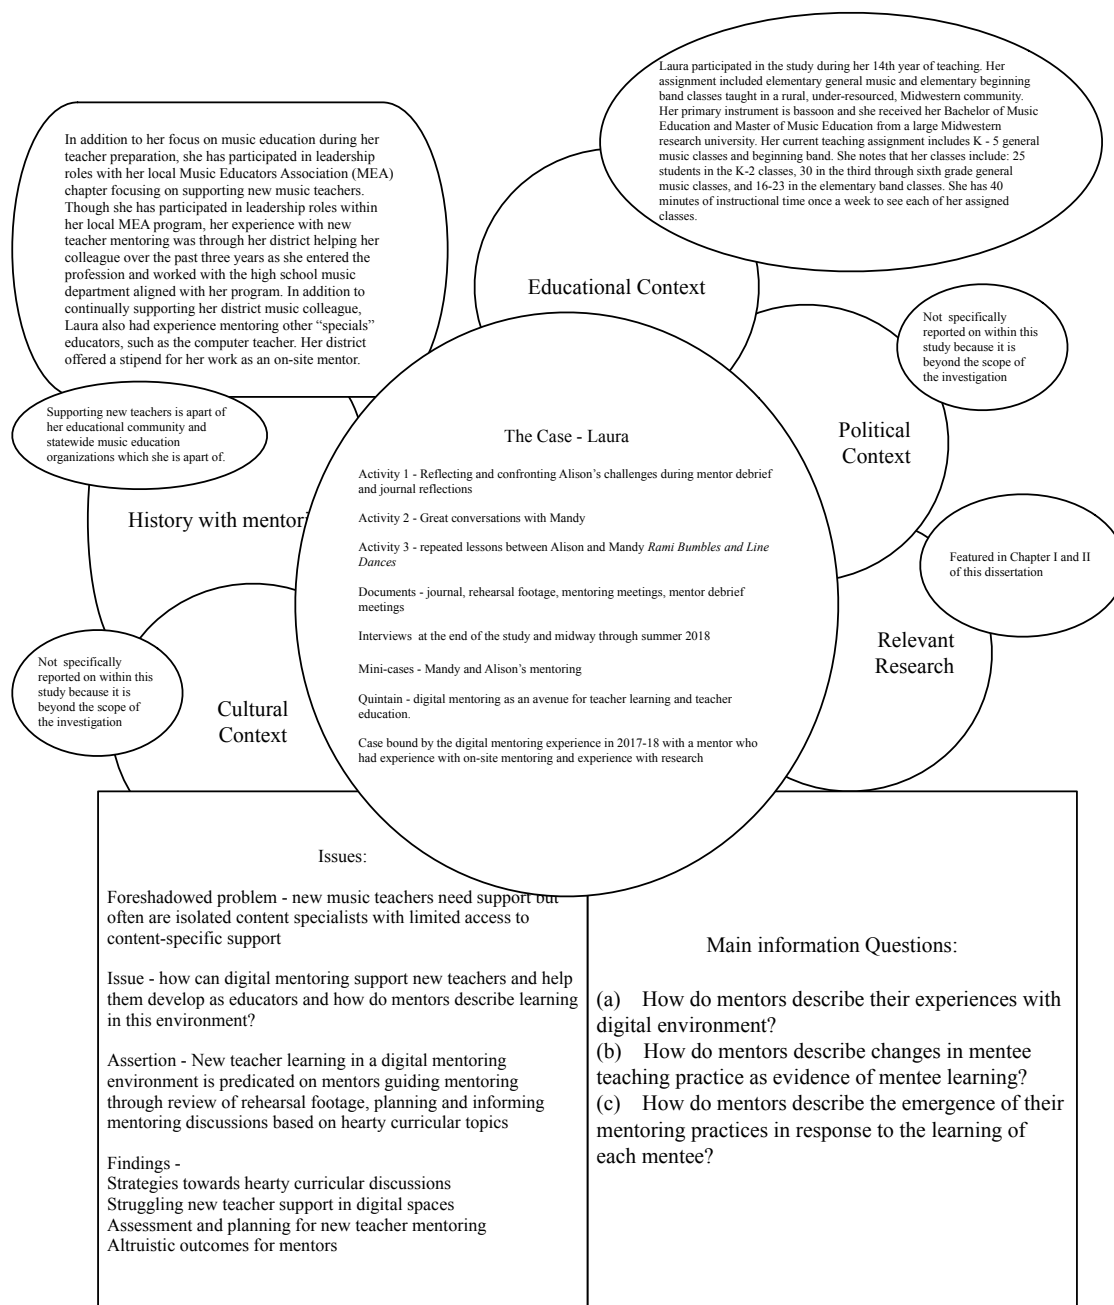 Laura participated in the study during her 14th year of teaching. Her
assignment included elementary general music and elementary beginning
band classes taught in a rural, under-resourced, Midwestern community.
Her primary instrument is bassoon and she received her Bachelor of Music
Education and Master of Music Education from a large Midwestern
research university. Her current teaching assignment includes K - 5 general
music classes and beginning band. She notes that her classes include: 25
students in the K-2 classes, 30 in the third through sixth grade general
music classes, and 16-23 in the elementary band classes. She has 40
minutes of instructional time once a week to see each of her assigned
classes.
In addition to her focus on music education during her
teacher preparation, she has participated in leadership
roles with her local Music Educators Association (MEA)
chapter focusing on supporting new music teachers.
Though she has participated in leadership roles within
her local MEA program, her experience with new
teacher mentoring was through her district helping her
colleague over the past three years as she entered the
profession and worked with the high school music
department aligned with her program. In addition to
continually supporting her district music colleague,
Laura also had experience mentoring other “specials”
educators, such as the computer teacher. Her district
offered a stipend for her work as an on-site mentor.
Educational Context
Not specifically
reported on within this
study because it is
beyond the scope of
the investigation
Political
Context
Supporting new teachers is apart of
her educational community and
statewide music education
organizations which she is apart of.
History with mentori
The Case - Laura
Activity 1 - Reflecting and confronting Alison’s challenges during mentor debrief
and journal reflections
Activity 2 - Great conversations with Mandy
Activity 3 - repeated lessons between Alison and Mandy Rami Bumbles and Line
Dances
Documents - journal, rehearsal footage, mentoring meetings, mentor debrief
meetings
Interviews at the end of the study and midway through summer 2018
Mini-cases - Mandy and Alison’s mentoring
Quintain - digital mentoring as an avenue for teacher learning and teacher
education.
Case bound by the digital mentoring experience in 2017-18 with a mentor who
had experience with on-site mentoring and experience with research
Featured in Chapter I and II
of this dissertation
Relevant
Research
Not specifically
reported on within this
study because it is
beyond the scope of
the investigation
Cultural
Context
Issues:
Foreshadowed problem - new music teachers need support but
often are isolated content specialists with limited access to
content-specific support
Issue - how can digital mentoring support new teachers and help
them develop as educators and how do mentors describe learning
in this environment?
Assertion - New teacher learning in a digital mentoring
environment is predicated on mentors guiding mentoring
through review of rehearsal footage, planning and informing
mentoring discussions based on hearty curricular topics
Findings -
Strategies towards hearty curricular discussions
Struggling new teacher support in digital spaces
Assessment and planning for new teacher mentoring
Altruistic outcomes for mentors
Main information Questions:
(a) How do mentors describe their experiences with
digital environment?
(b) How do mentors describe changes in mentee
teaching practice as evidence of mentee learning?
(c) How do mentors describe the emergence of their
mentoring practices in response to the learning of
each mentee?